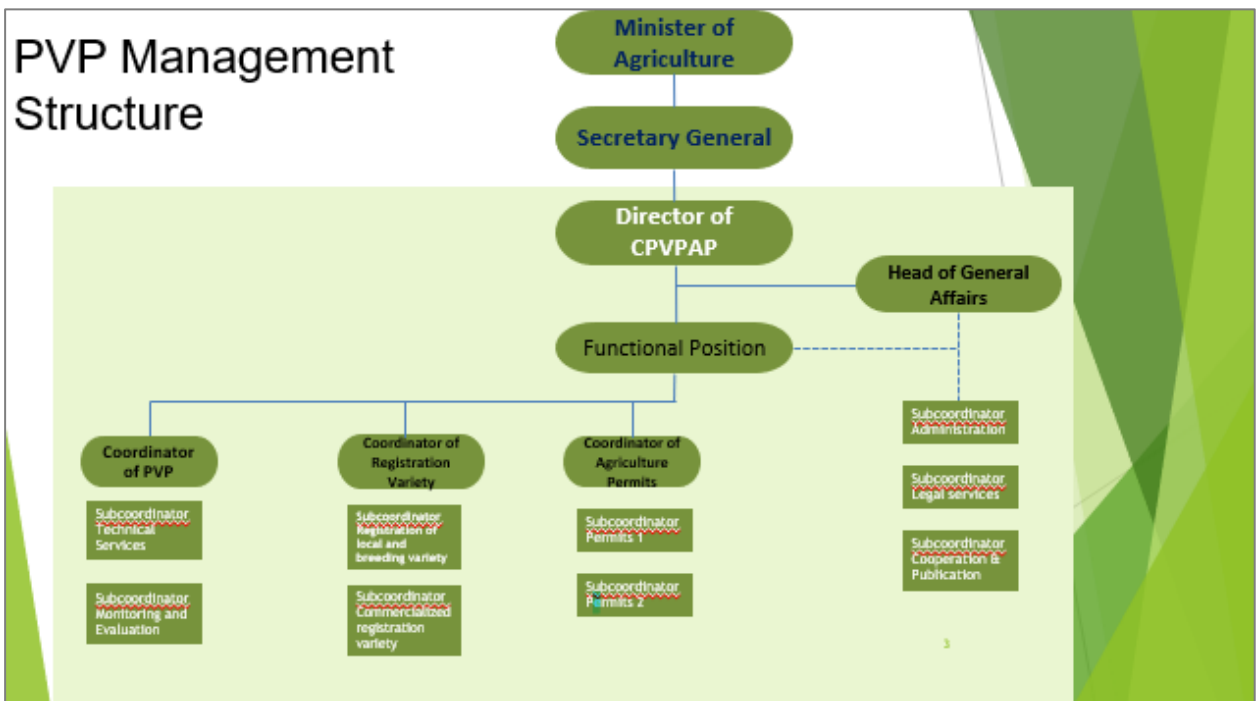 PVP Management
Structure
Minister of
Agriculture
Secretary General
Director of
CPVPAP
Head of General
Affairs
Functional Position
Coordinator
of PVP
Subcoordinator
Technical
Services
Subcoordinator
Monitoring and
Evaluation
Coordinator of
Registration
Variety
Subcoordinator
Registration of
local and
breeding variety
Subcoordinator
Commercialized
registration
variety
Coordinator of
Agriculture
Permits
Subcoordinator
Permits 1
Subcoordinator
Permits 2
Subcoordinator
Administration
Subcoordinator
Legal services
Subcoordinator
Cooperation &
Publication
3